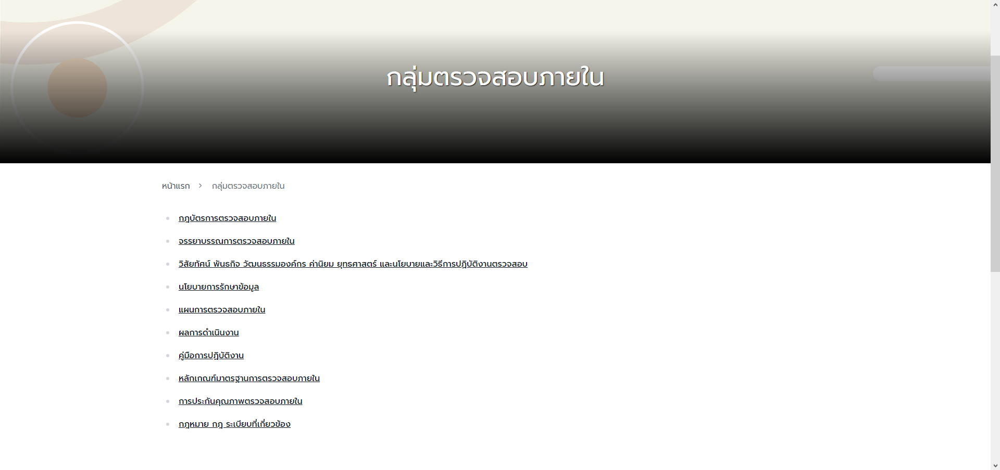 กลุ่มตรวจสอบภายใน
หน้าแรก > กลุ่มตรวจสอบภายใน
กฎบัตรการตรวจสอบภายใน
จรรยาบรรณการตรวจสอบภายใน
วิสัยทัศน์ พันธกิจ วัฒนธรรมองค์กร ค่านิยม ยุทธศาสตร์ และนโยบายและวิธีการปฏิบัติงานตรวจสอบ
นโยบายการรักษาข้อมูล
แผนการตรวจสอบภายใน
ผลการดำเนินงาน
คู่มือการปฏิบัติงาน
หลักเกณฑ์มาตรฐานการตรวจสอบภายใน
การประกันคุณภาพตรวจสอบภายใน
กฎหมาย กฎ ระเบียบที่เกี่ยวข้อง